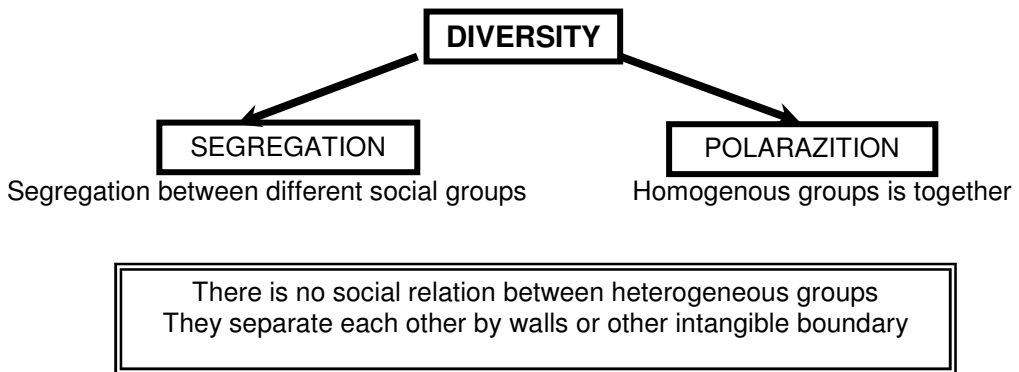 DIVERSITY
SEGREGATION
POLARAZITION
Segregation between different social groups
Homogenous groups is together
There is no social relation between heterogeneous groups
They separate each other by walls or other intangible boundary